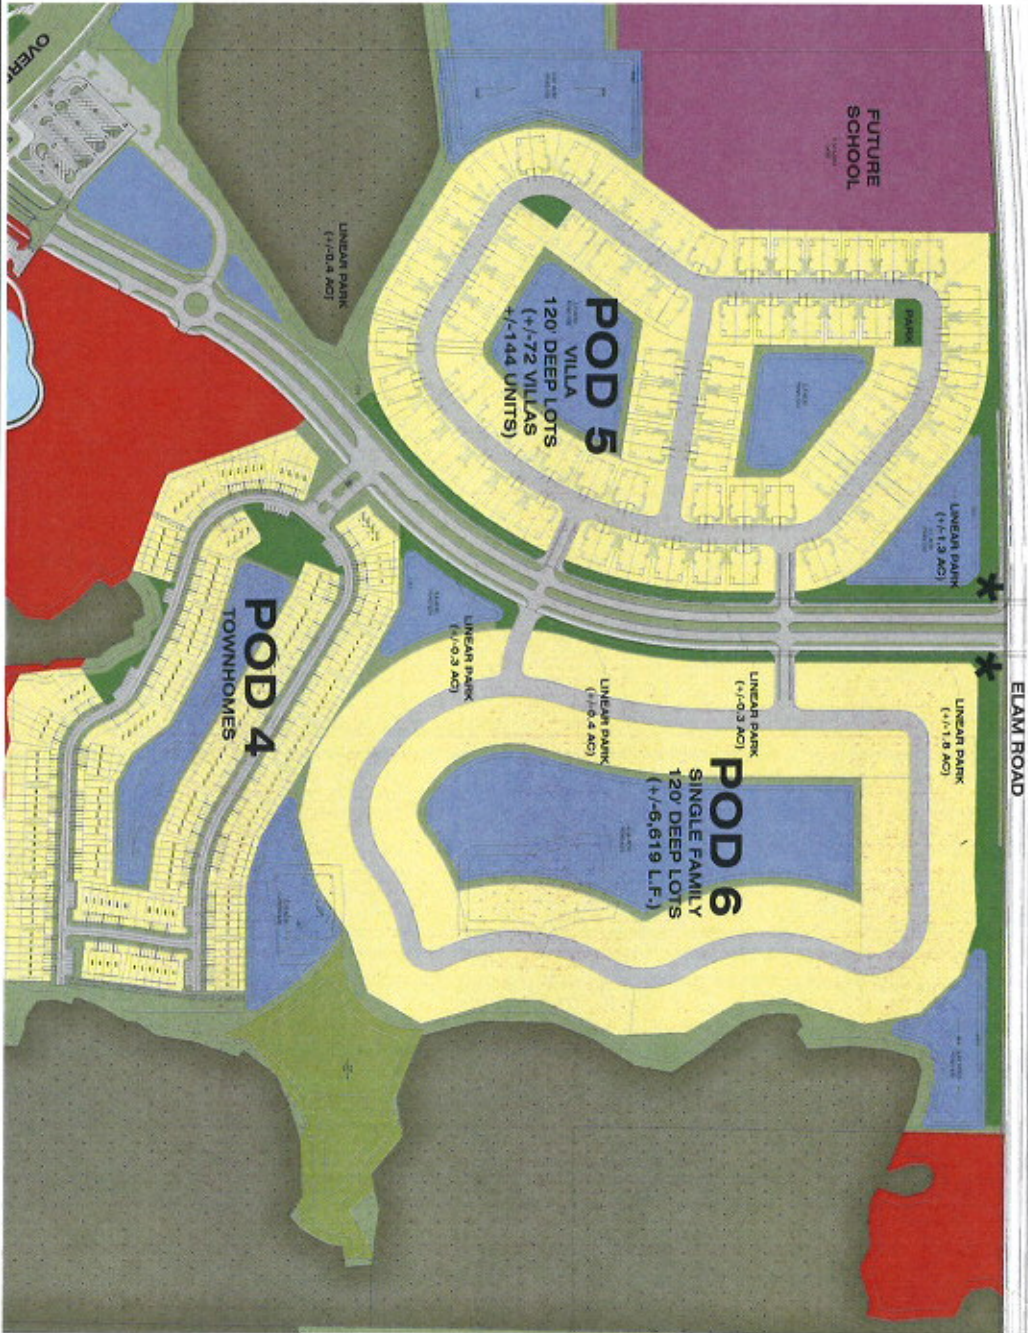 OVERS
FUTURE
SCHOOL
LINEAR PARK
(+/-0.4 AC)
POD 5
VILLA
120' DEEP LOTS
(+/-72 VILLAS
+/-144 UNITS)
PARK
LINEAR PARK
(+/-1.3 AC)
*
*
ELAM ROAD
POD 4
TOWNHOMES
LINEAR PARK
(+/-0.3 AC)
LINEAR PARK
(+/-0.4 AC)
LINEAR PARK
(+/-0.3 AC)
LINEAR PARK
(+/-1.8 AC)
POD 6
SINGLE FAMILY
120' DEEP LOTS
(+/-6,619 L.F.)